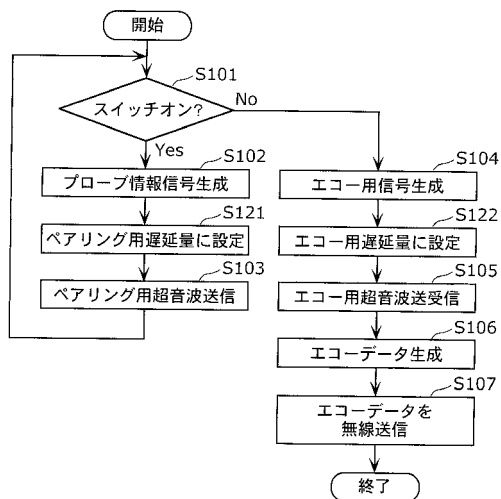 開始
S101
スイッチオン?
No
Yes
S102
プローブ情報信号生成
S121
ペアリング用遅延量に設定
S103
ペアリング用超音波送信
S104
エコー用信号生成
S122
エコー用遅延量に設定
S105
エコー用超音波送受信
S106
エコーデータ生成
S107
エコーデータを
無線送信
終了